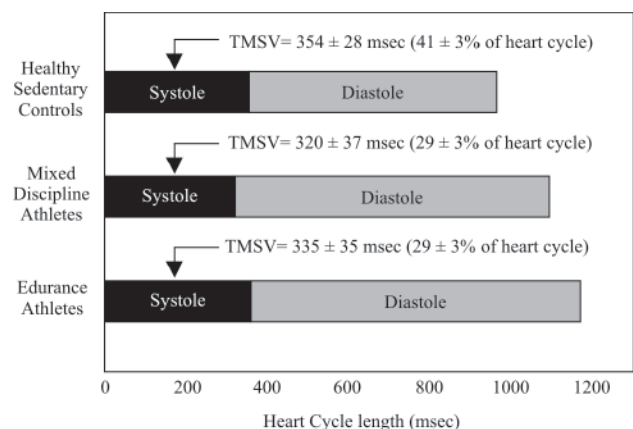 TMSV= 354 ± 28 msec (41 ± 3% of heart cycle)
Healthy
Sedentary
Controls
Systole
Diastole
TMSV= 320 ± 37 msec (29 ± 3% of heart cycle)
Mixed
Discipline
Athletes
Systole
Diastole
TMSV= 335 ± 35 msec (29 ± 3% of heart cycle)
Edurance
Athletes
Systole
Diastole
0 200 400 600 800 1000 1200
Heart Cycle length (msec)